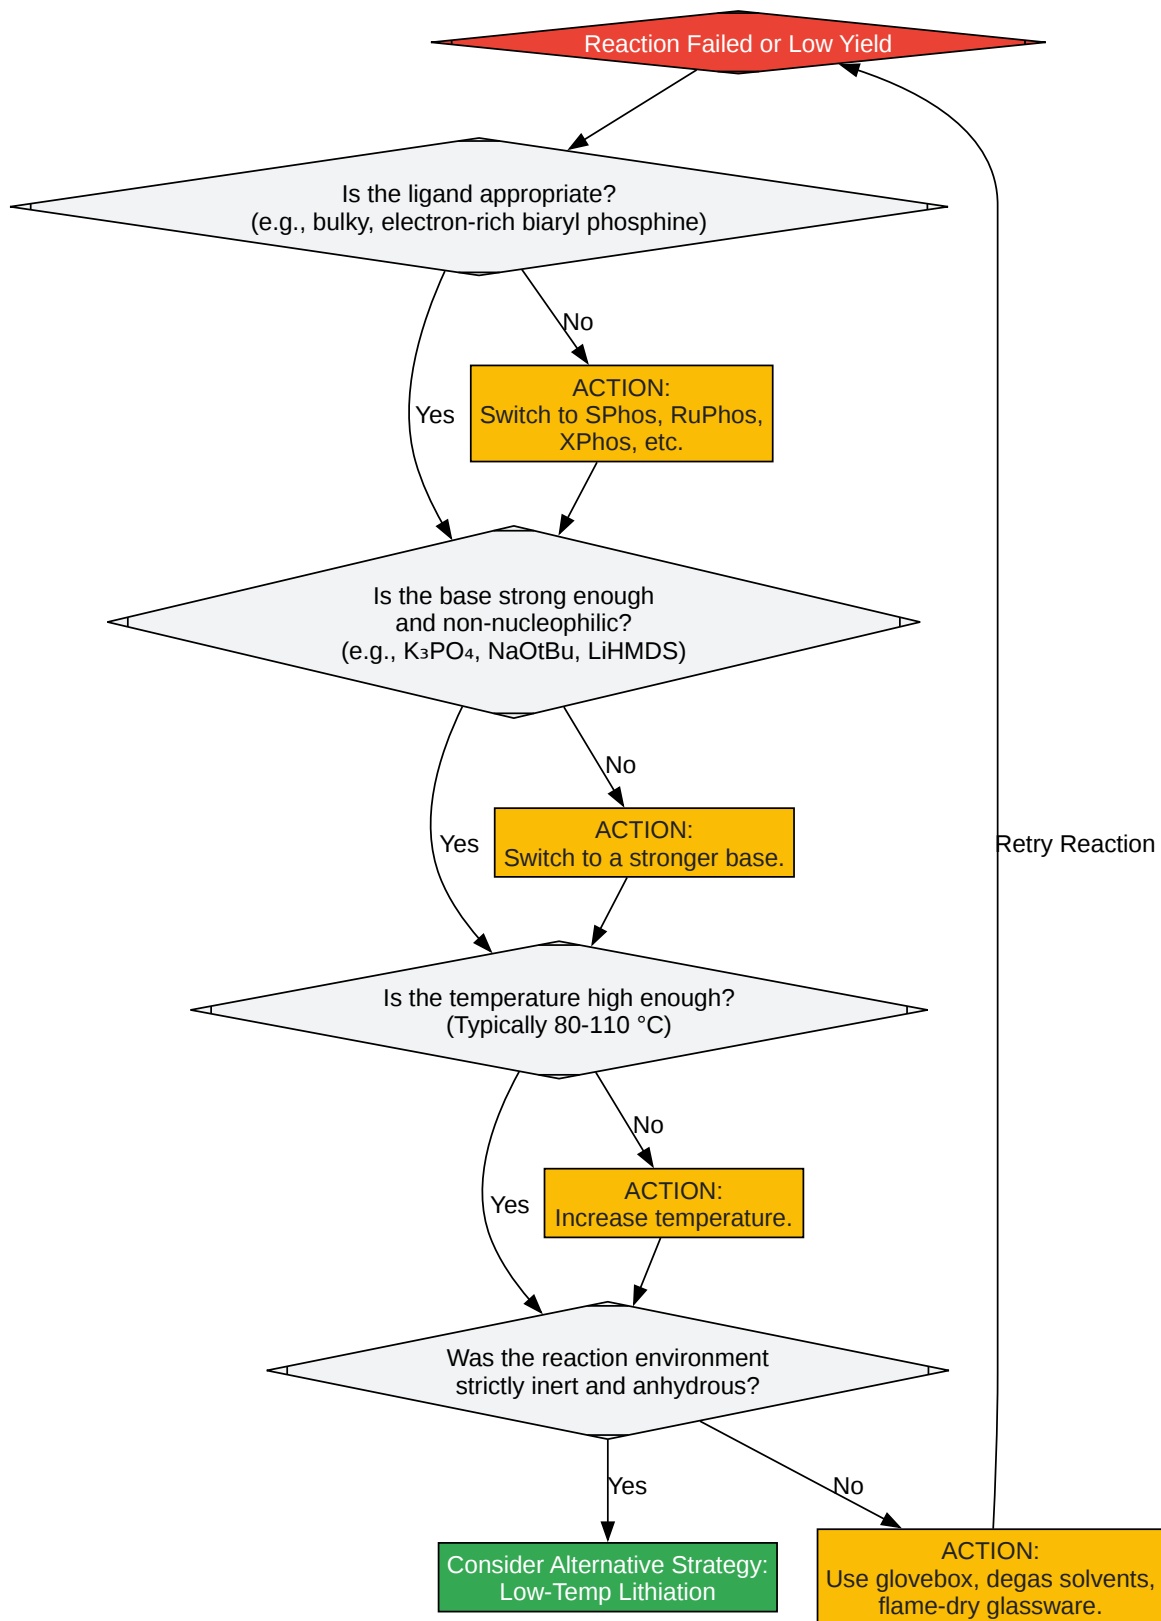 Reaction Failed or Low Yield
Is the ligand appropriate?
(e.g., bulky, electron-rich biaryl phosphine)
No
Yes
ACTION:
Switch to SPhos, RuPhos,
XPhos, etc.
Is the base strong enough
and non-nucleophilic?
(e.g., K₃PO₄, NaOtBu, LiHMDS)
No
Yes
ACTION:
Switch to a stronger base.
Retry Reaction
Is the temperature high enough?
(Typically 80-110 °C)
No
Yes
ACTION:
Increase temperature.
Was the reaction environment
strictly inert and anhydrous?
Yes
No
Consider Alternative Strategy:
Low-Temp Lithiation
ACTION:
Use glovebox, degas solvents,
flame-dry glassware.